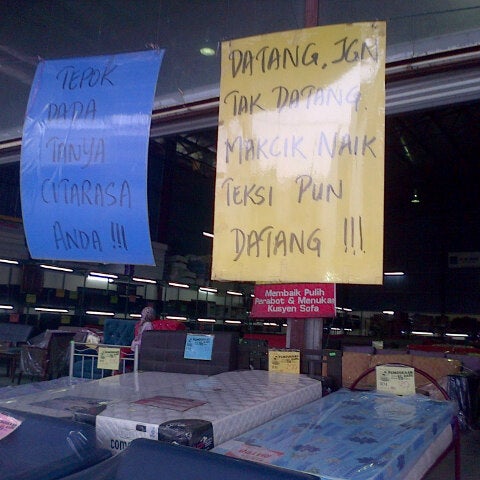 TEPOK
DADA
TANYA
CITARASA
ANDA !!!
DATANG, JGN
TAK DATANG.
MAKCIK NAIK
TEKSI PUN
DATANG !!!
Membaik Pulih
Perabot & Menukar
Kusyen Sofa